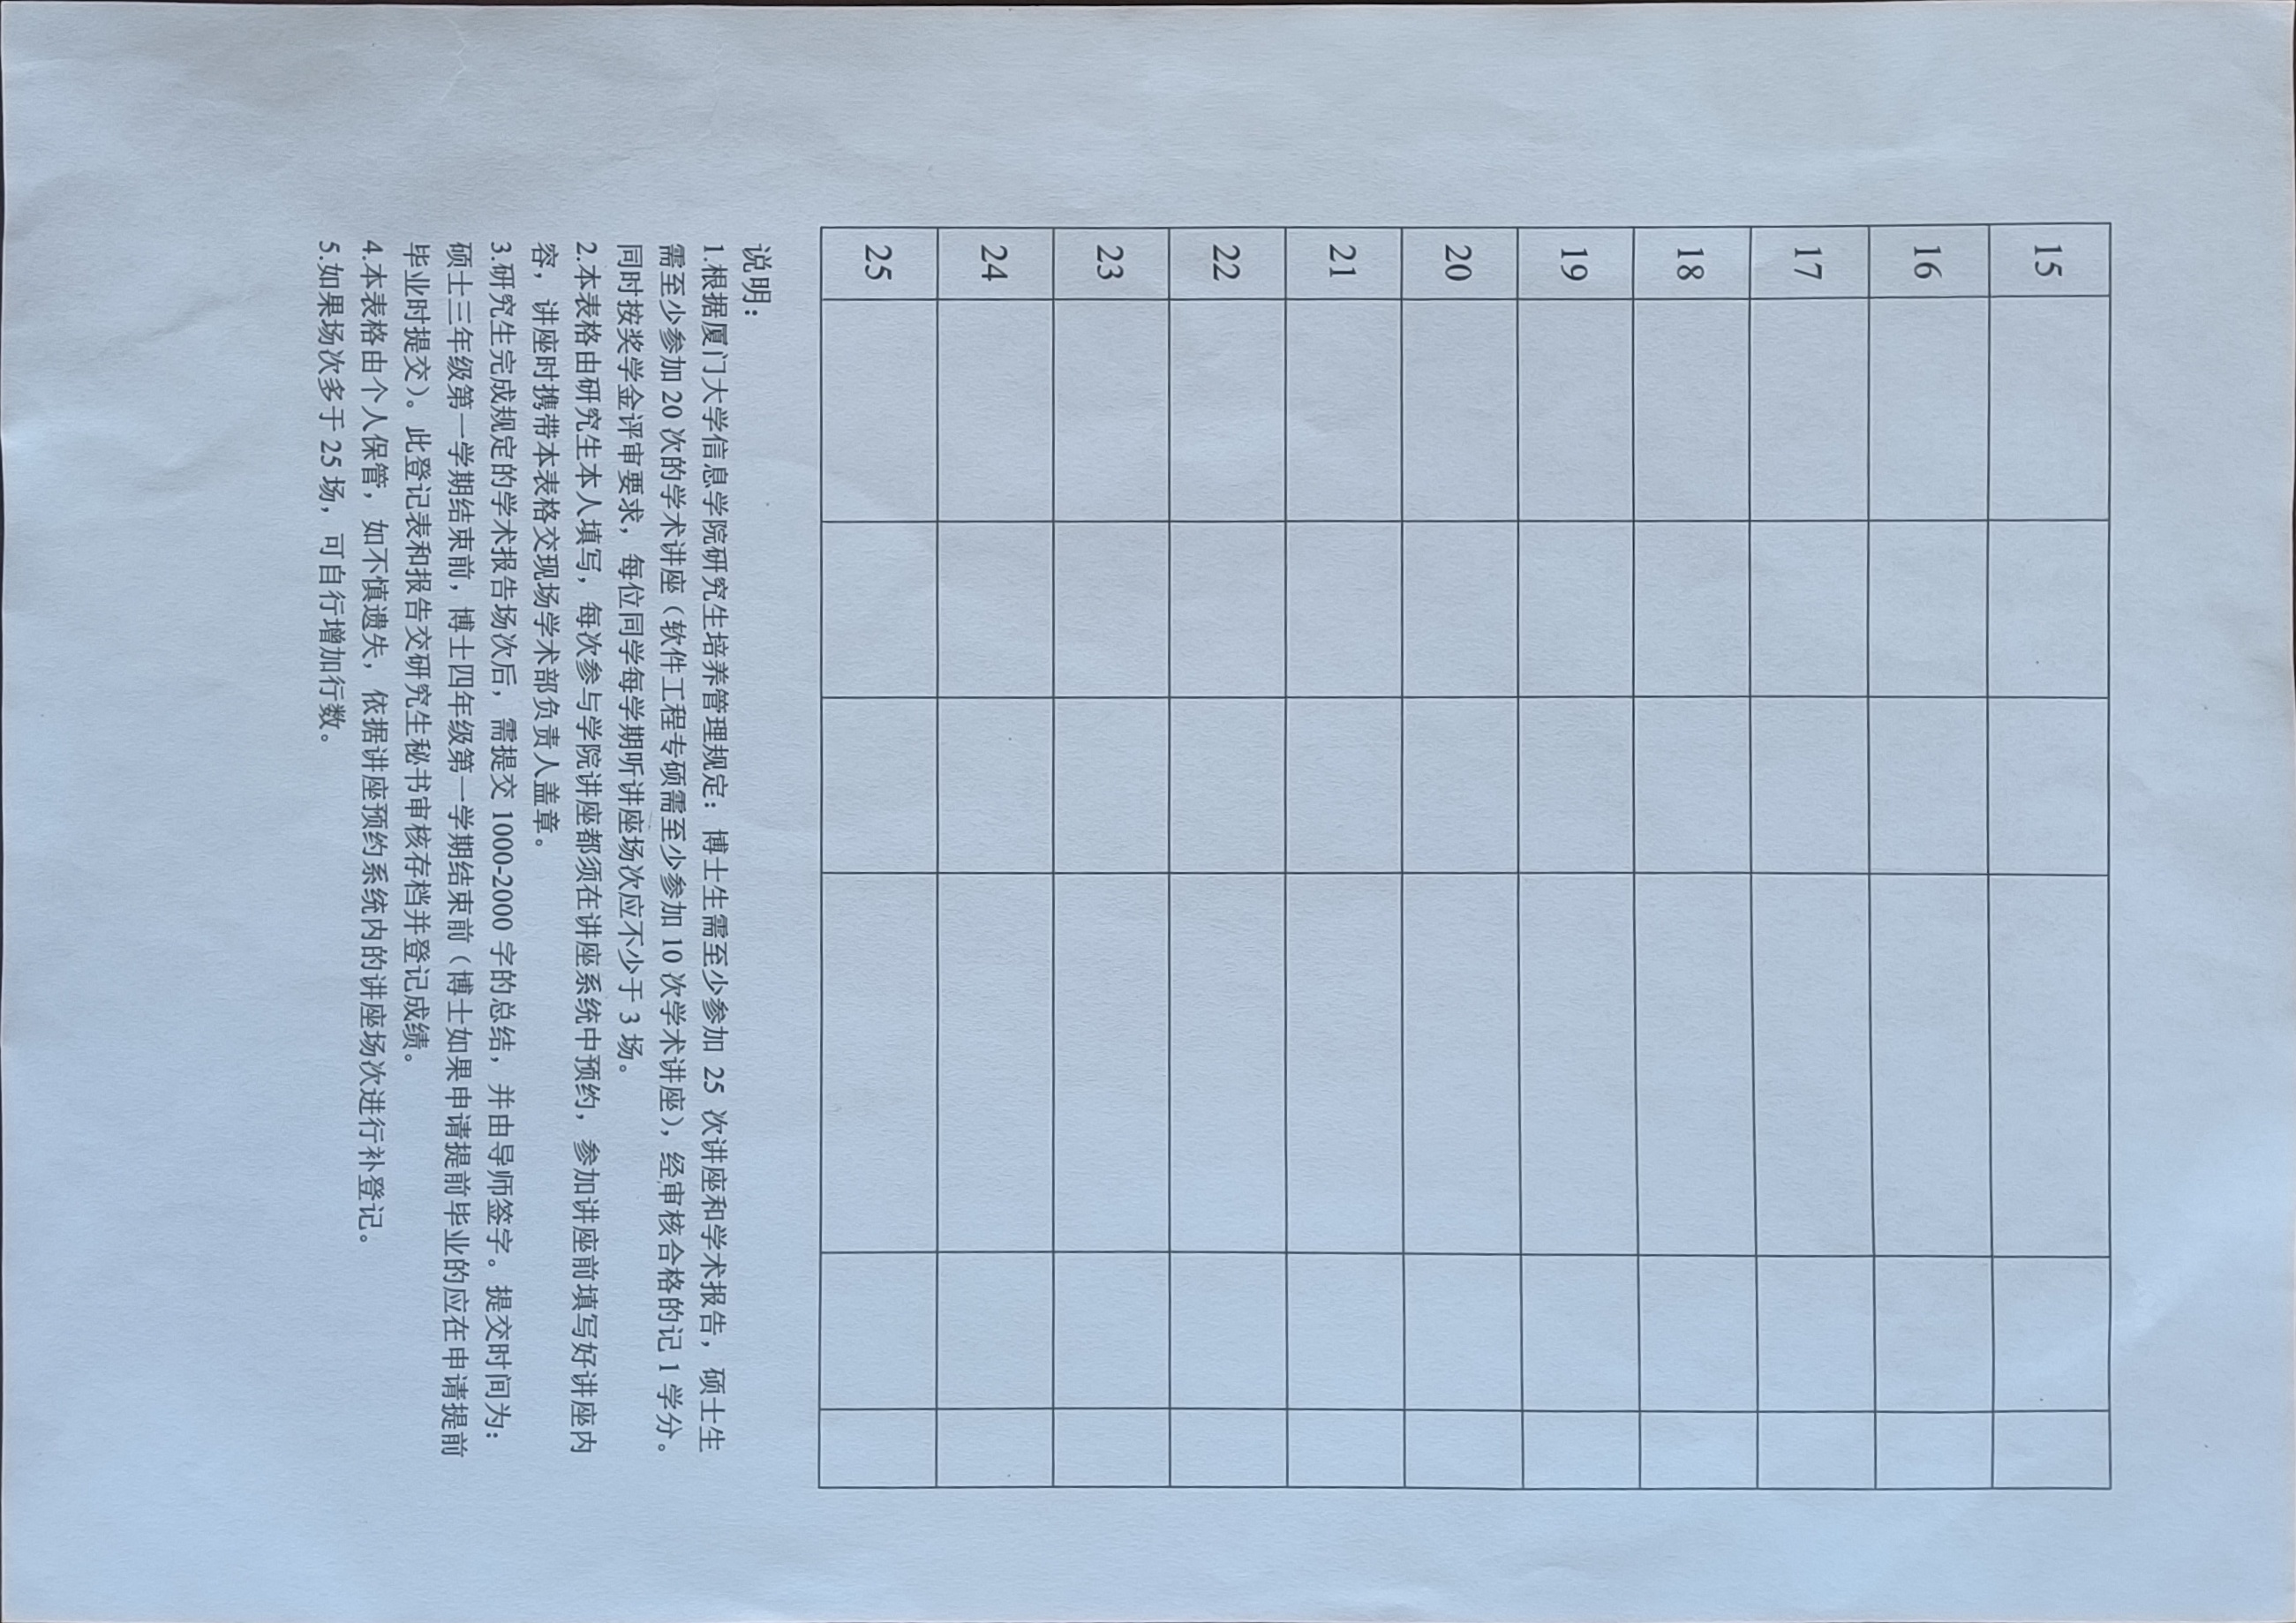 15
16
17
18
19
20
21
22
23
24
25
说明：
1.根据厦门大学信息学院研究生培养管理规定：博士生需至少参加 25 次讲座和学术报告，硕士生
需至少参加 20 次的学术讲座（软件工程专硕需至少参加 10 次学术讲座），经审核合格的记 1 学分。
同时按奖学金评审要求，每位同学每学期听讲座场次应不少于 3 场。
2.本表格由研究生本人填写，每次参与学院讲座都须在讲座系统中预约，参加讲座前填写好讲座内
容，讲座时携带本表格交现场学术部负责人盖章。
3.研究生完成规定的学术报告场次后，需提交 1000-2000 字的总结，并由导师签字。提交时间为：
硕士三年级第一学期结束前，博士四年级第一学期结束前（博士如果申请提前毕业的应在申请提前
毕业时提交）。此登记表和报告交研究生秘书审核存档并登记成绩。
4.本表格由个人保管，如不慎遗失，依据讲座预约系统内的讲座场次进行补登记。
5.如果场次多于 25 场，可自行增加行数。